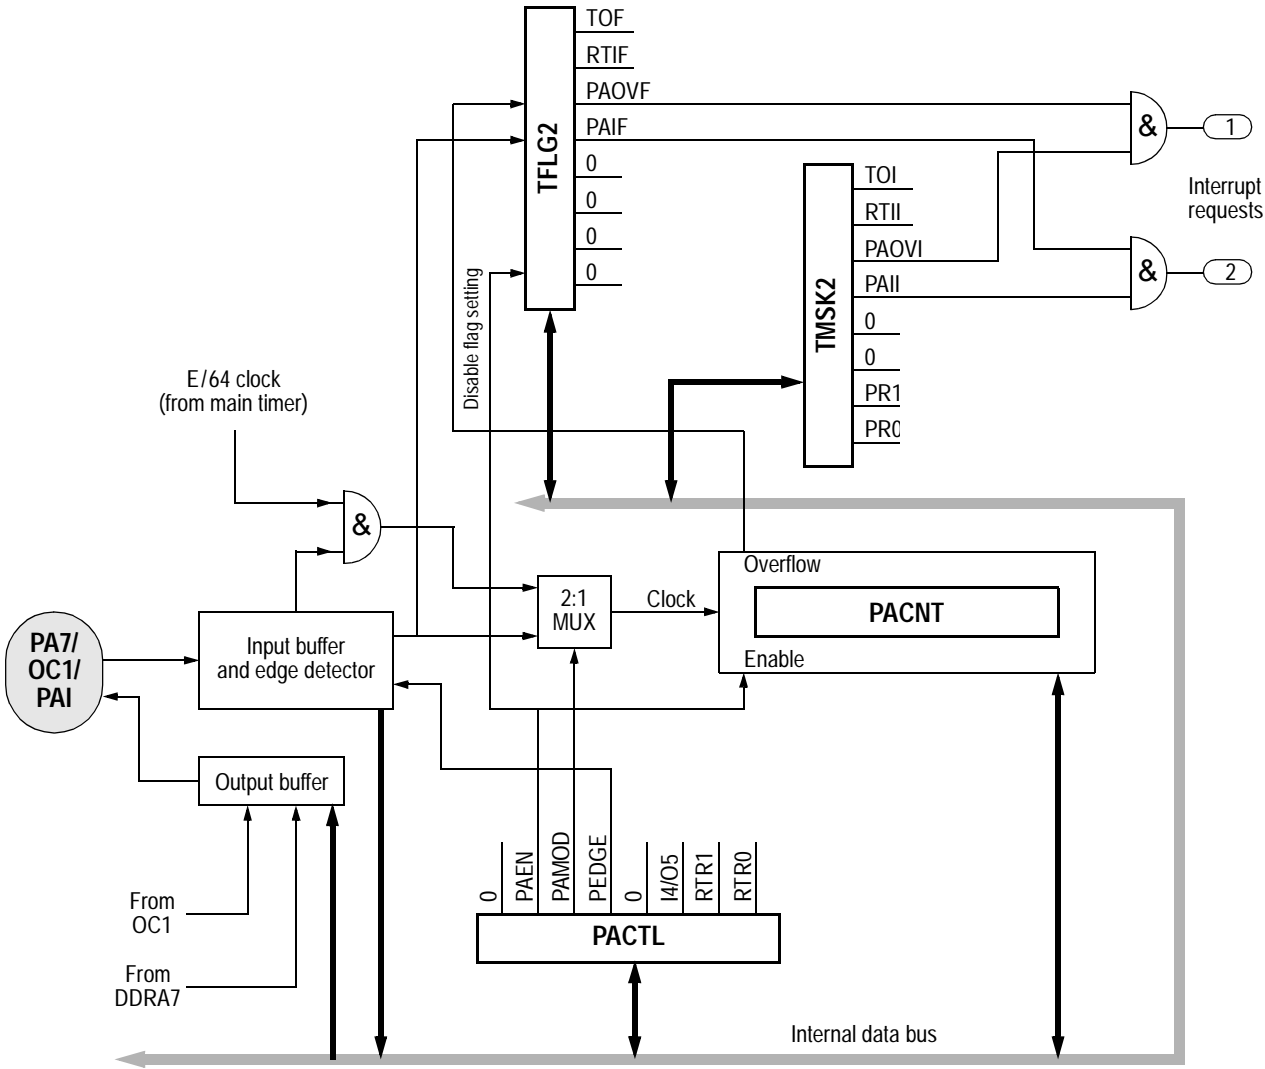 TOF
RTIF
PAOVF
PAIF
0
0
0
0
TFLG2
&
1
Interrupt
requests
&
2
TOI
RTII
PAOVI
PAII
0
0
PR1
PR0
TMSK2
Disable flag setting
E/64 clock
(from main timer)
&
2:1
MUX
Clock
Overflow
PACNT
Enable
PA7/
OC1/
PAI
Input buffer
and edge detector
Output buffer
From
OC1
From
DDRA7
0
PAEN
PAMOD
PEDGE
0
I4/O5
RTR1
RTR0
PACTL
Internal data bus